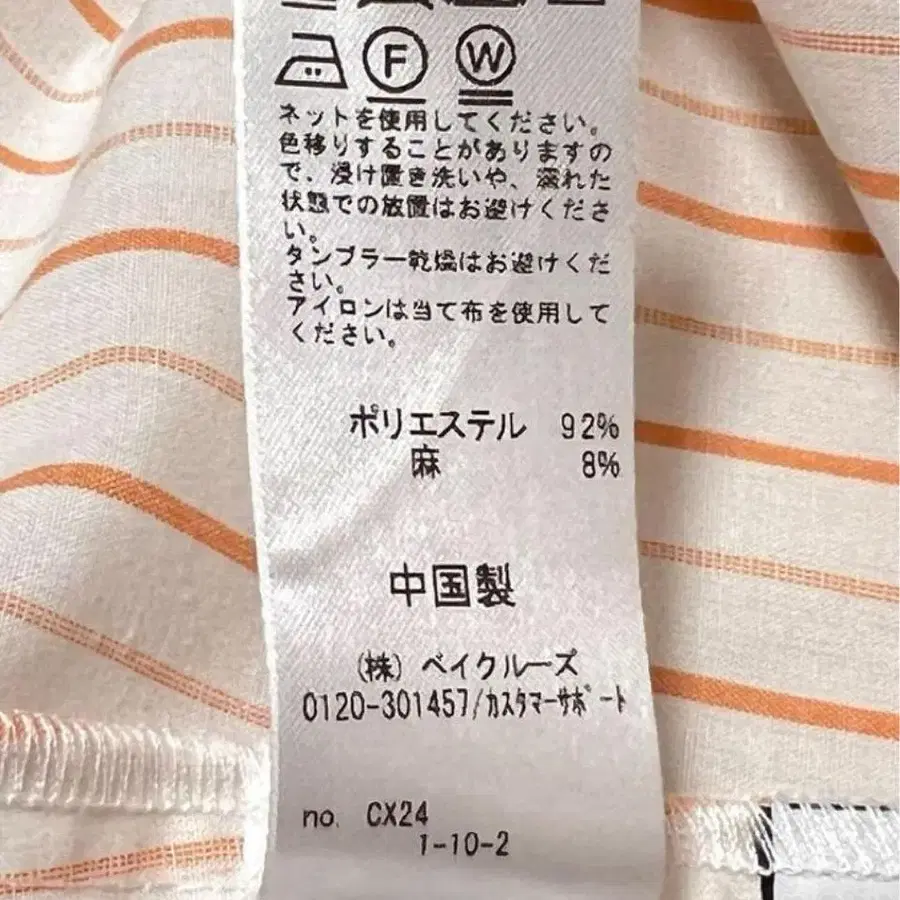 F W
ネットを使用してください。
色移りすることがありますの
で、浸け置き洗いや、濡れた
状態での放置はお避けくださ
い。
タンブラー乾燥はお避けくだ
さい。
アイロンは当て布を使用して
ください。
ポリエステル 92%
麻 8%
中国製
(株) ベイクルーズ
0120-301457/カスタマーサポート
no. CX24
1-10-2